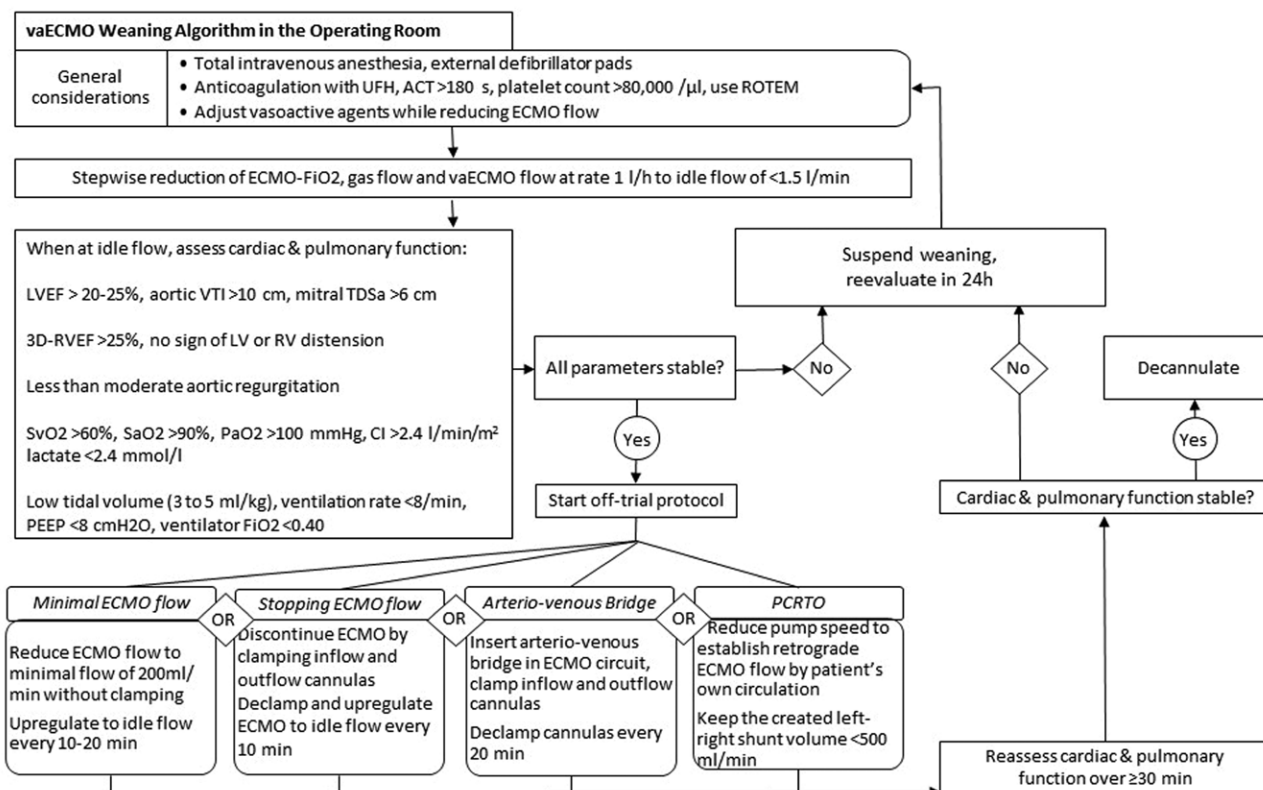 vaECMO Weaning Algorithm in the Operating Room
General
considerations
• Total intravenous anesthesia, external defibrillator pads
• Anticoagulation with UFH, ACT >180 s, platelet count >80,000 /µl, use ROTEM
• Adjust vasoactive agents while reducing ECMO flow
Stepwise reduction of ECMO-FiO2, gas flow and vaECMO flow at rate 1 l/h to idle flow of <1.5 l/min
When at idle flow, assess cardiac & pulmonary function:
LVEF > 20-25%, aortic VTI >10 cm, mitral TDSa >6 cm
3D-RVEF >25%, no sign of LV or RV distension
Less than moderate aortic regurgitation
SvO2 >60%, SaO2 >90%, PaO2 >100 mmHg, CI >2.4 l/min/m²
lactate <2.4 mmol/l
Low tidal volume (3 to 5 ml/kg), ventilation rate <8/min,
PEEP <8 cmH2O, ventilator FiO2 <0.40
All parameters stable?
No
Suspend weaning,
reevaluate in 24h
Yes
Start off-trial protocol
No
Decannulate
Yes
Cardiac & pulmonary function stable?
Minimal ECMO flow
Reduce ECMO flow to
minimal flow of 200ml/
min without clamping
Upregulate to idle flow
every 10-20 min
OR
Stopping ECMO flow
Discontinue ECMO by
clamping inflow and
outflow cannulas
Declamp and upregulate
ECMO to idle flow every
10 min
OR
Arterio-venous Bridge
Insert arterio-venous
bridge in ECMO circuit,
clamp inflow and outflow
cannulas
Declamp cannulas every
20 min
OR
PCRTO
Reduce pump speed to
establish retrograde
ECMO flow by patient's
own circulation
Keep the created left-
right shunt volume <500
ml/min
Reassess cardiac & pulmonary
function over ≥30 min